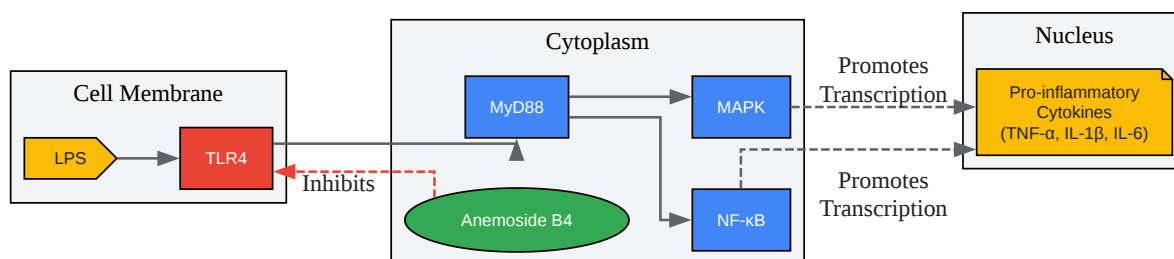 Cell Membrane
LPS
TLR4
Inhibits
Cytoplasm
MyD88
MAPK
Anemoside B4
NF-κB
Promotes
Transcription
Promotes
Transcription
Nucleus
Pro-inflammatory
Cytokines
(TNF-α, IL-1β, IL-6)